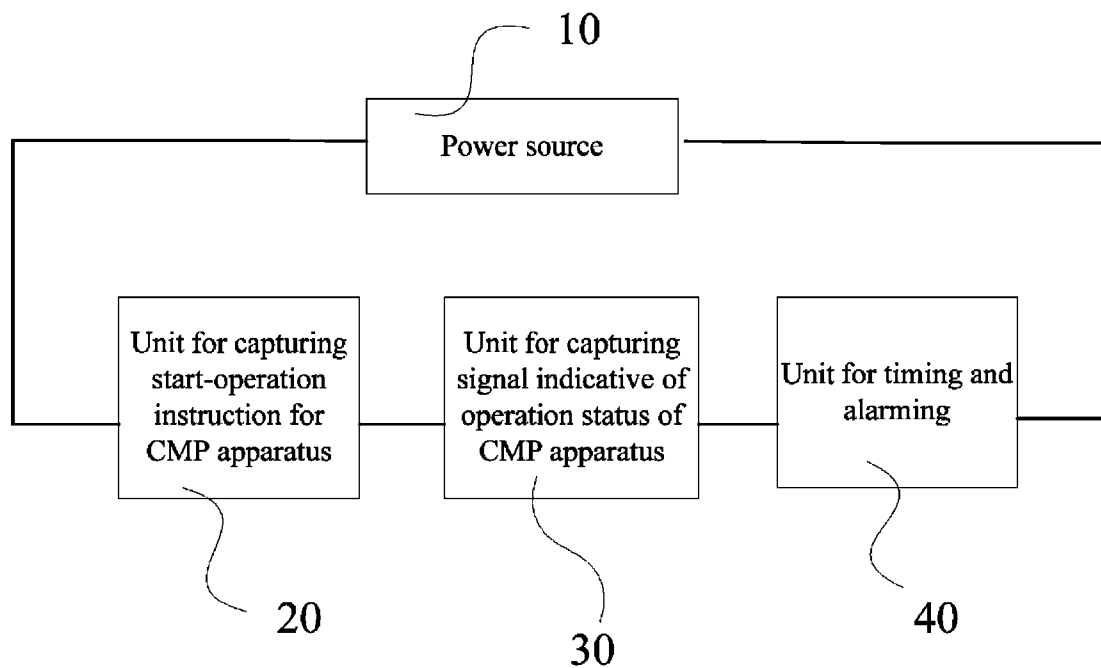 10
Power source
Unit for capturing
start-operation
instruction for
CMP apparatus
Unit for capturing
signal indicative of
operation status of
CMP apparatus
Unit for timing and
alarming
20
30
40